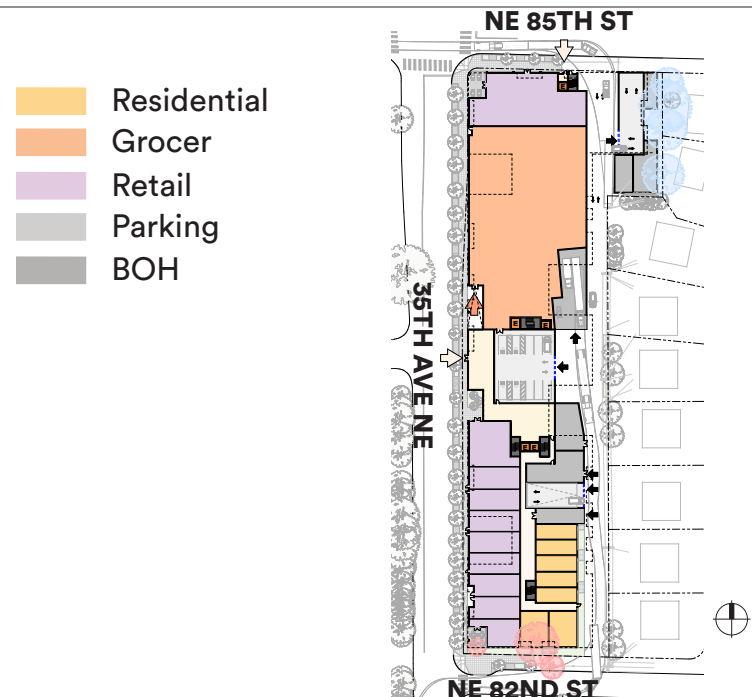 NE 85TH ST
Residential
Grocer
Retail
Parking
BOH
35TH AVE NE
E
E
E
E
E
NE 82ND ST